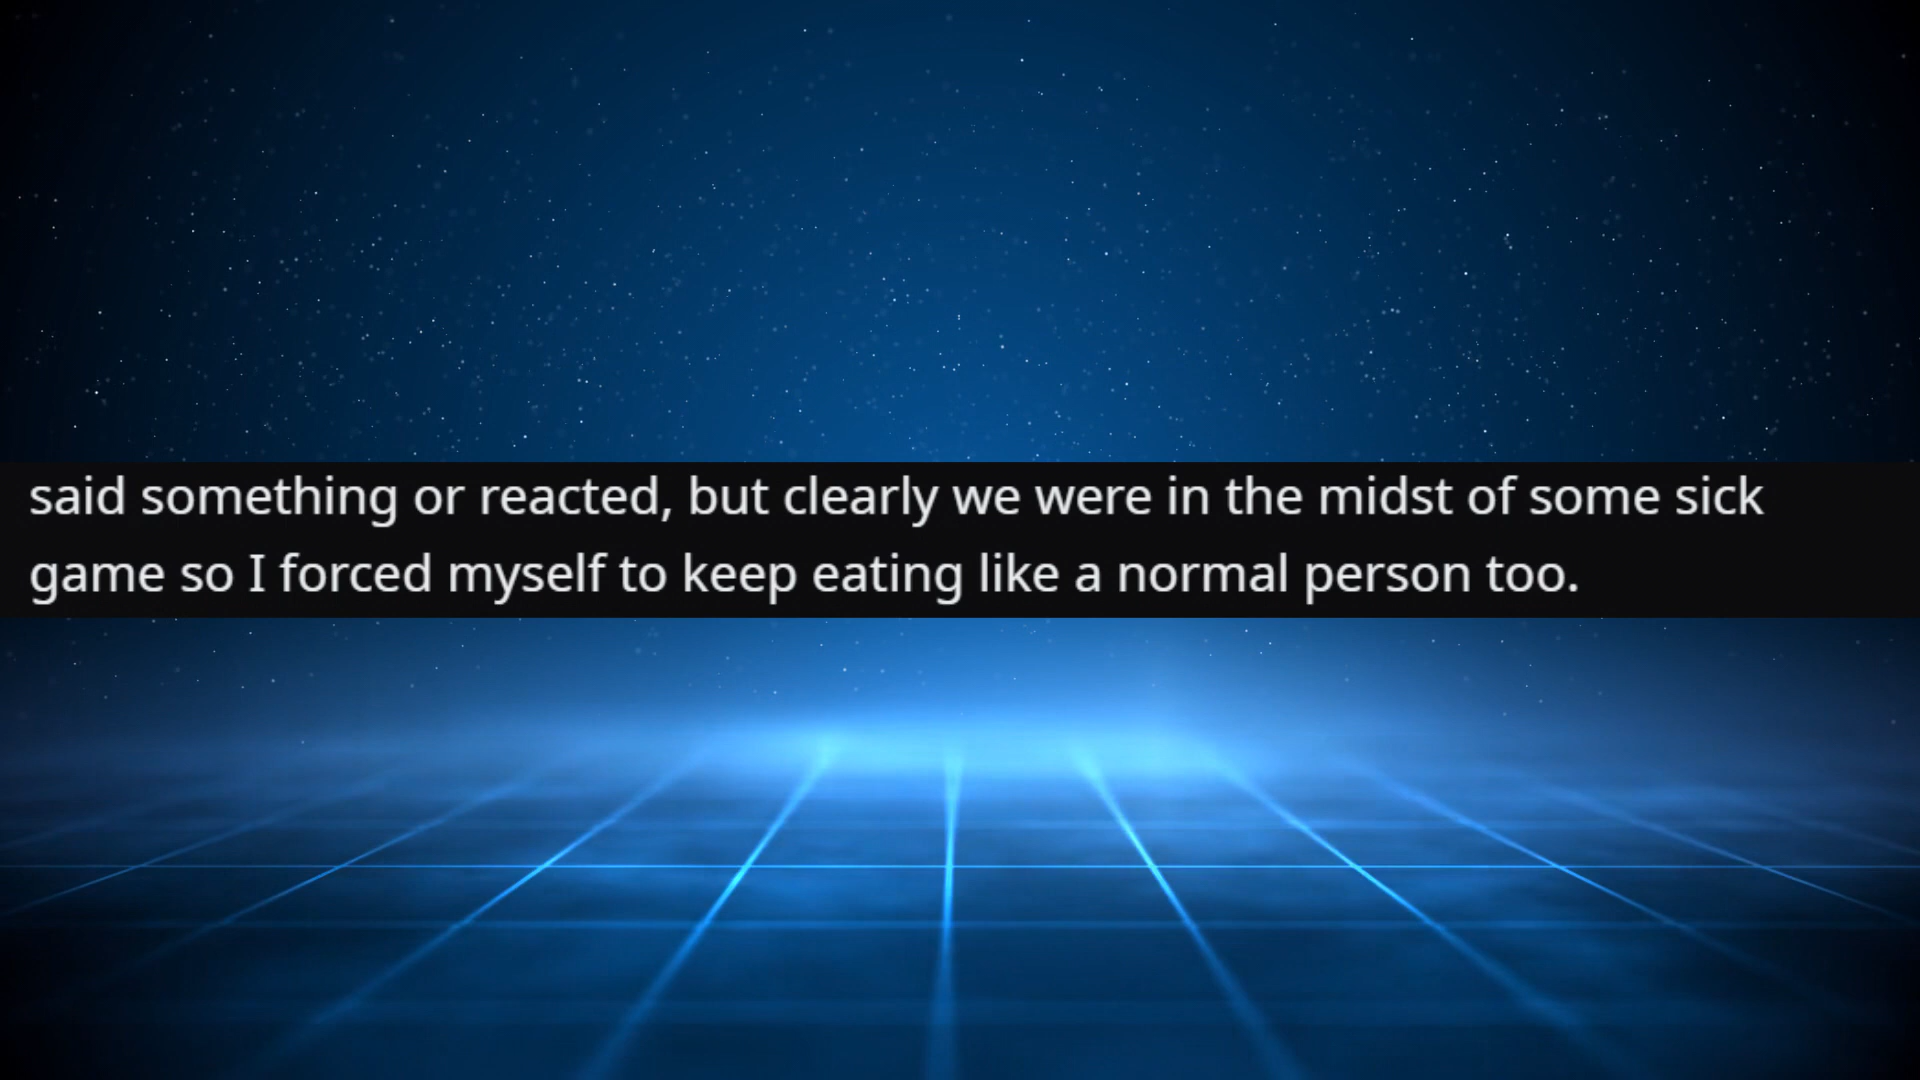 said something or reacted, but clearly we were in the midst of some sick
game so I forced myself to keep eating like a normal person too.